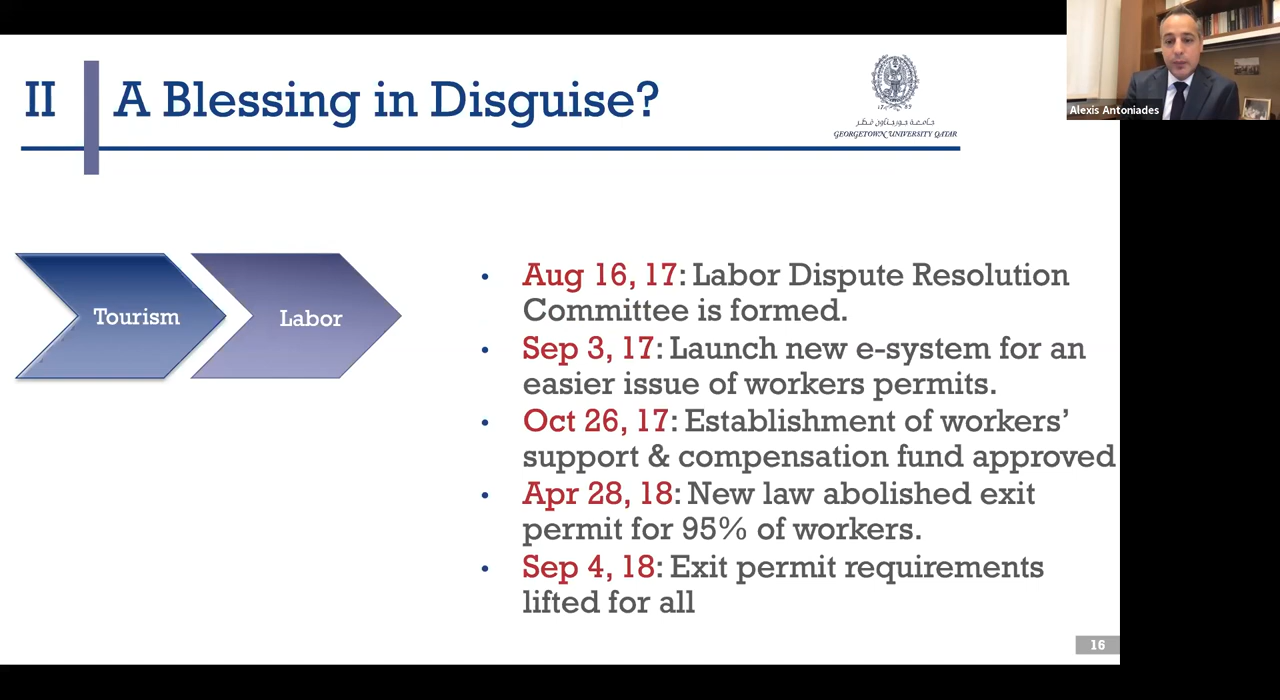 II
A Blessing in Disguise?
جامعة جورجتاون قطر
GEORGETOWN UNIVERSITY QATAR
Alexis Antoniades
Tourism
Labor
• Aug 16, 17: Labor Dispute Resolution
Committee is formed.
• Sep 3, 17: Launch new e-system for an
easier issue of workers permits.
• Oct 26, 17: Establishment of workers’
support & compensation fund approved
• Apr 28, 18: New law abolished exit
permit for 95% of workers.
• Sep 4, 18: Exit permit requirements
lifted for all
16